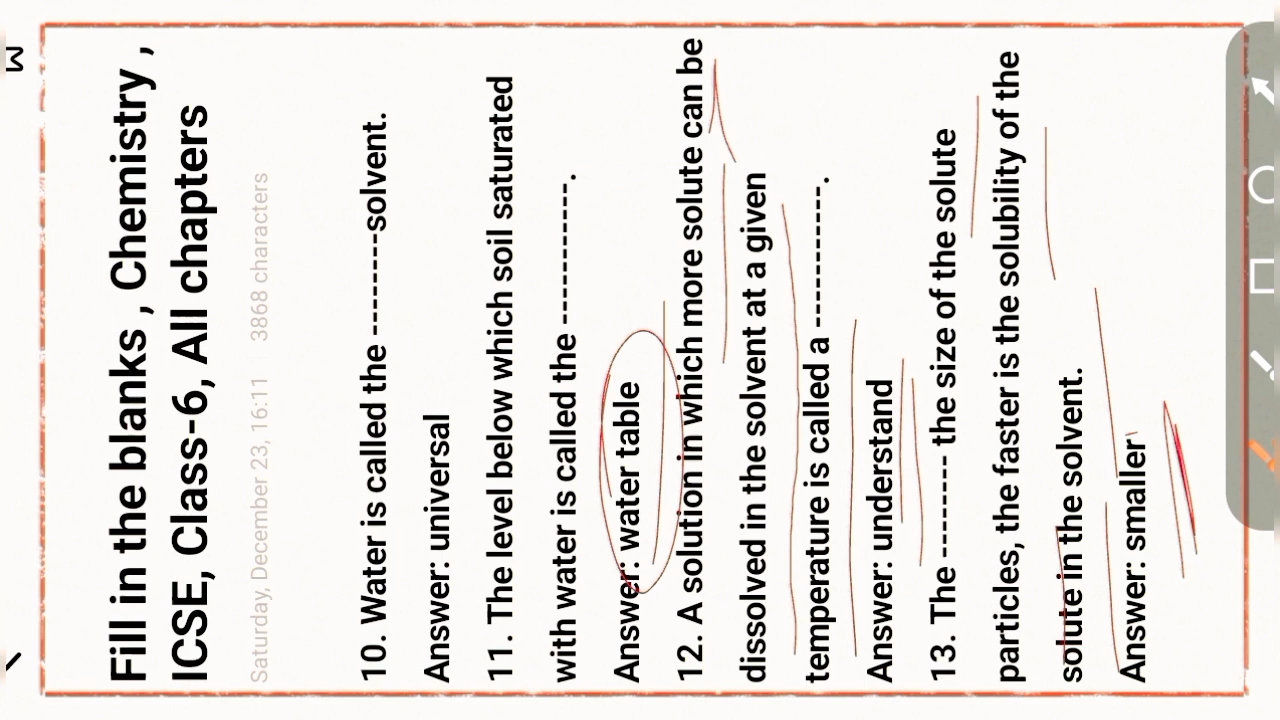 Fill in the blanks , Chemistry ,
ICSE, Class-6, All chapters
Saturday, December 23, 16:11 3868 characters
10. Water is called the ----------solvent.
Answer: universal
11. The level below which soil saturated
with water is called the --------------.
Answer: water table
12. A solution in which more solute can be
dissolved in the solvent at a given
temperature is called a --------------.
Answer: understand
13. The ---------- the size of the solute
particles, the faster is the solubility of the
solute in the solvent.
Answer: smaller